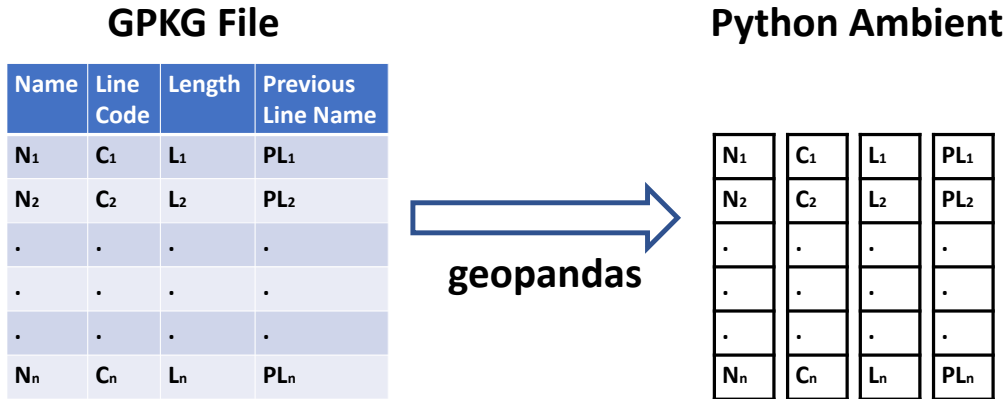 GPKG File
Python Ambient
Name Line Code Length Previous Line Name
N₁ C₁ L₁ PL₁
N₂ C₂ L₂ PL₂
. . . .
. . . .
. . . .
Nₙ Cₙ Lₙ PLₙ
geopandas
N₁ C₁ L₁ PL₁
N₂ C₂ L₂ PL₂
. . . .
. . . .
. . . .
Nₙ Cₙ Lₙ PLₙ